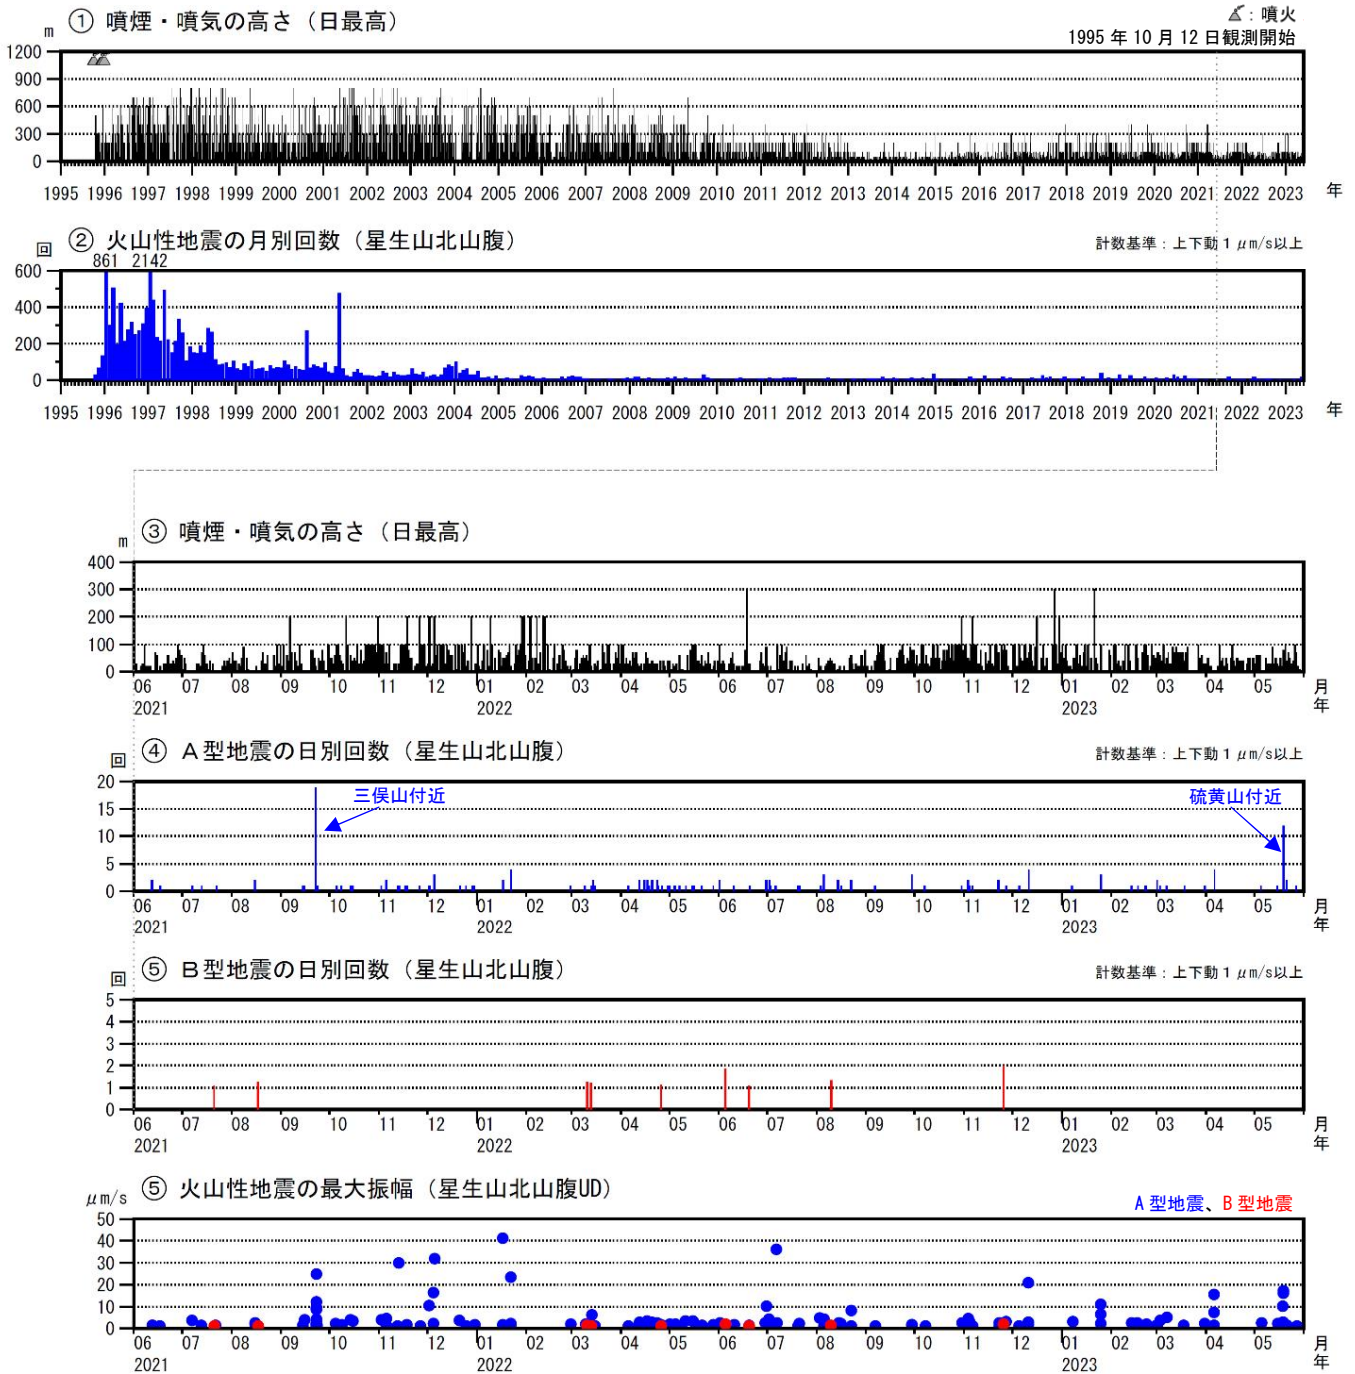 ① 噴煙・噴気の高さ（日最高）
△：噴火
1995 年 10 月 12 日観測開始
m
1200
900
600
300
0
1995 1996 1997 1998 1999 2000 2001 2002 2003 2004 2005 2006 2007 2008 2009 2010 2011 2012 2013 2014 2015 2016 2017 2018 2019 2020 2021 2022 2023 年
② 火山性地震の月別回数（星生山北山腹）
計数基準：上下動 1 μm/s以上
回
861 2142
600
400
200
0
1995 1996 1997 1998 1999 2000 2001 2002 2003 2004 2005 2006 2007 2008 2009 2010 2011 2012 2013 2014 2015 2016 2017 2018 2019 2020 2021 2022 2023 年
③ 噴煙・噴気の高さ（日最高）
m
400
300
200
100
0
06 07 08 09 10 11 12 01 02 03 04 05 06 07 08 09 10 11 12 01 02 03 04 05 月
2021 2022 2023 年
④ A型地震の日別回数（星生山北山腹）
計数基準：上下動 1 μm/s以上
回
20
三俣山付近 硫黄山付近
15
10
5
0
06 07 08 09 10 11 12 01 02 03 04 05 06 07 08 09 10 11 12 01 02 03 04 05 月
2021 2022 2023 年
⑤ B型地震の日別回数（星生山北山腹）
計数基準：上下動 1 μm/s以上
回
5
4
3
2
1
0
06 07 08 09 10 11 12 01 02 03 04 05 06 07 08 09 10 11 12 01 02 03 04 05 月
2021 2022 2023 年
⑤ 火山性地震の最大振幅（星生山北山腹UD）
A 型地震、B 型地震
μm/s
50
40
30
20
10
0
06 07 08 09 10 11 12 01 02 03 04 05 06 07 08 09 10 11 12 01 02 03 04 05 月
2021 2022 2023 年